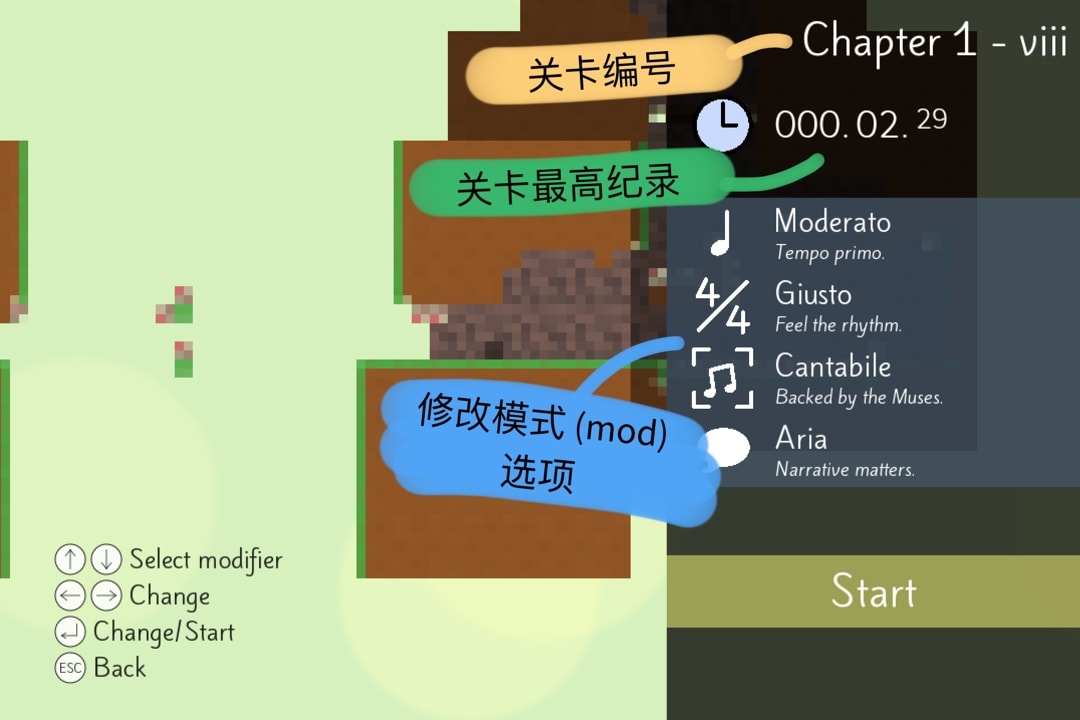 Chapter 1 - viii
关卡编号
000.02.29
关卡最高纪录
Moderato
Tempo primo.
4/4
Giusto
Feel the rhythm.
Cantabile
Backed by the Muses.
修改模式 (mod)
选项
Aria
Narrative matters.
↑ ↓ Select modifier
← → Change
↵ Change/Start
ESC Back
Start